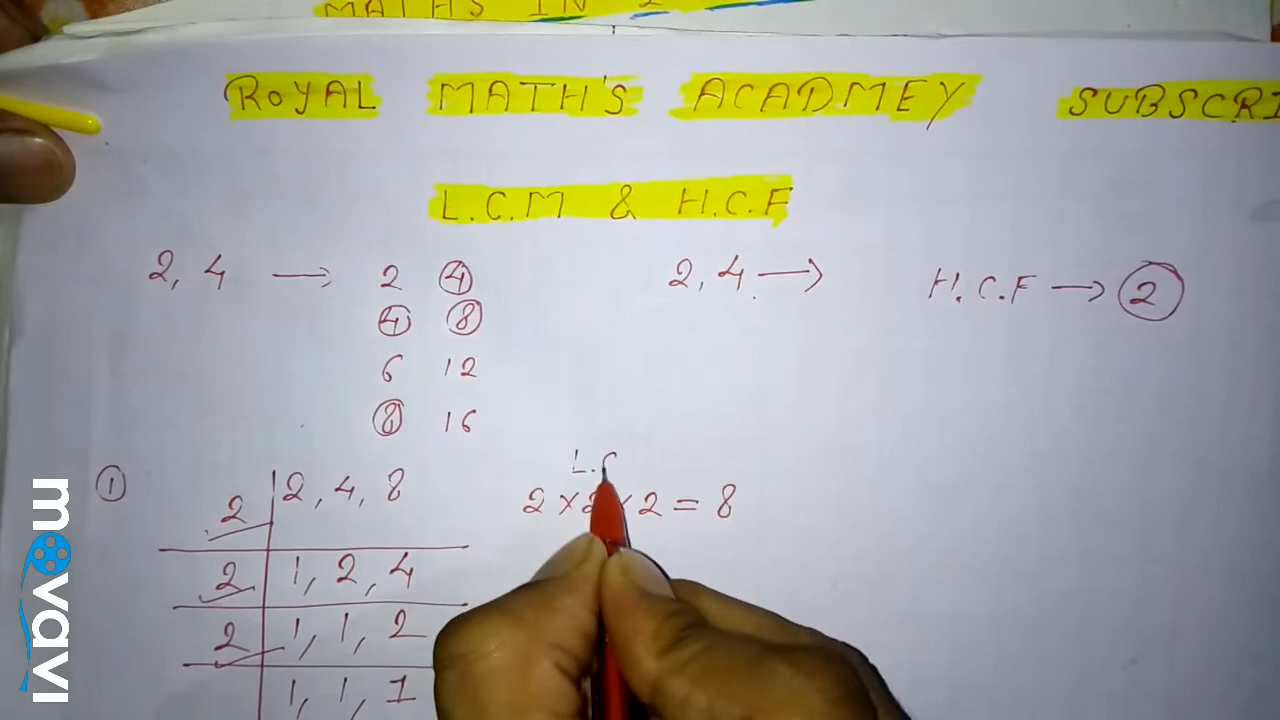 MATHS IN
ROYAL MATH'S ACADMEY SUBSCRI
L.C.M & H.C.F
2, 4 → 2 4
4 8
6 12
8 16
2, 4 → H.C.F → 2
① 2 2, 4, 8
2 1, 2, 4
2 1, 1, 2
1, 1, 1
L.C
2 × 2 × 2 = 8
movavi